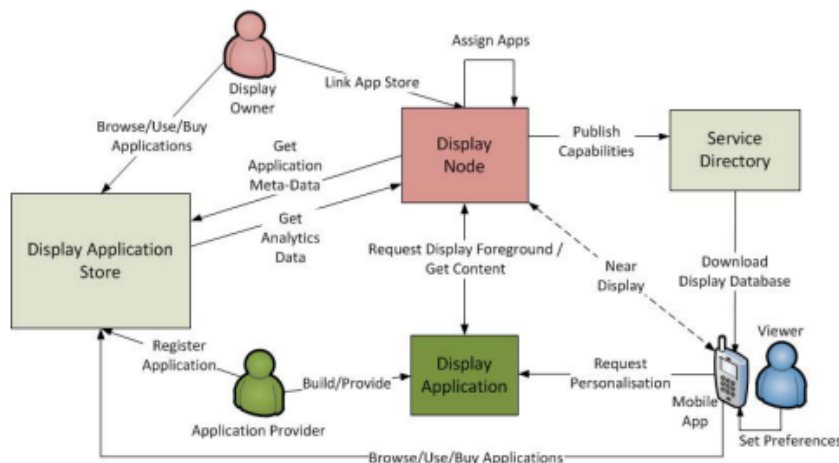 Assign Apps
Display
Owner
Link App Store
Browse/Use/Buy
Applications
Get
Application
Meta-Data
Display
Node
Publish
Capabilities
Service
Directory
Get
Analytics
Data
Display Application
Store
Request Display Foreground /
Get Content
Near
Display
Download
Display Database
Register
Application
Build/Provide
Application Provider
Display
Application
Request
Personalisation
Viewer
Mobile
App
Set Preferences
Browse/Use/Buy Applications